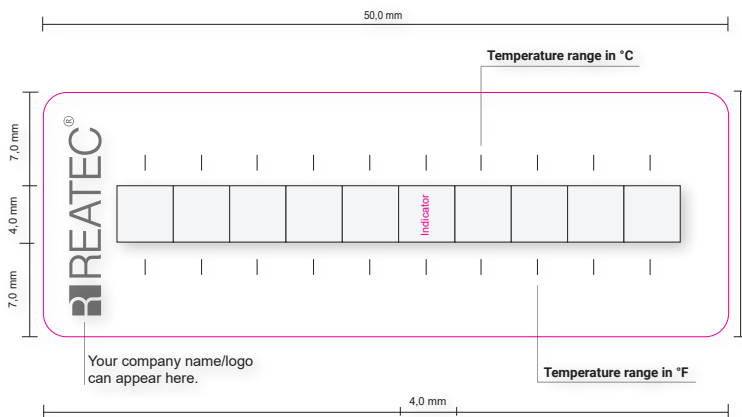 50,0 mm
Temperature range in °C
7,0 mm
4,0 mm
7,0 mm
REATEC®
Indicator
Your company name/logo
can appear here.
Temperature range in °F
4,0 mm